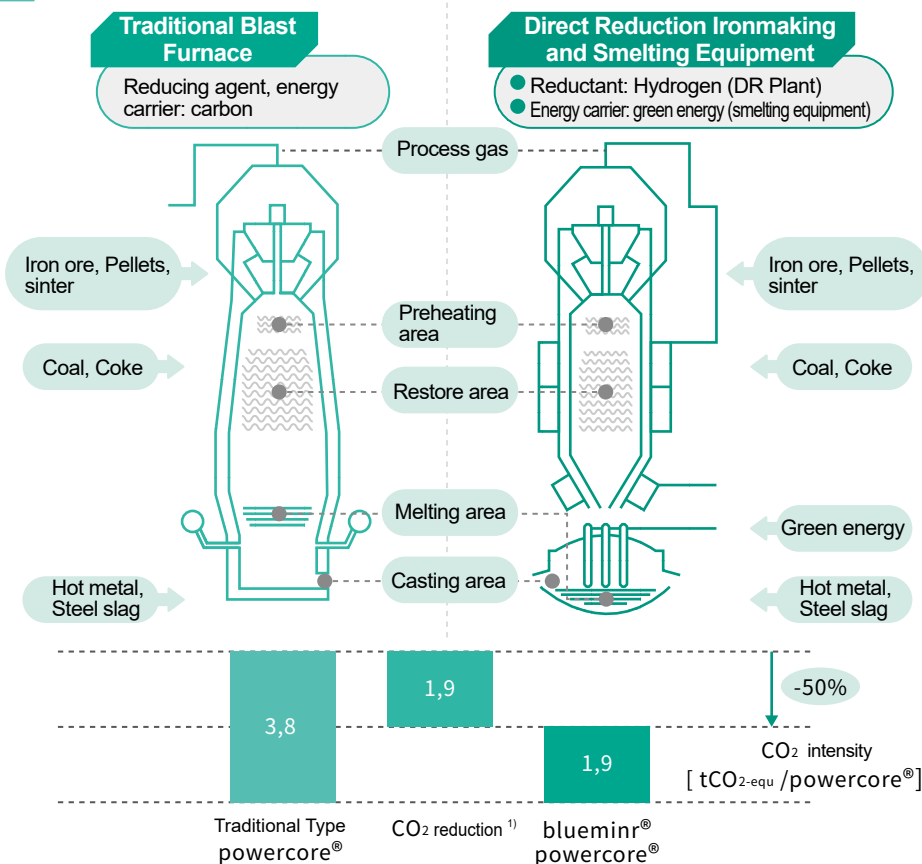 Traditional Blast
Furnace
Reducing agent, energy
carrier: carbon
Direct Reduction Ironmaking
and Smelting Equipment
Reductant: Hydrogen (DR Plant)
Energy carrier: green energy (smelting equipment)
Process gas
Iron ore, Pellets,
sinter
Iron ore, Pellets,
sinter
Preheating
area
Coal, Coke
Coal, Coke
Restore area
Melting area
Green energy
Casting area
Hot metal,
Steel slag
Hot metal,
Steel slag
3,8
1,9
1,9
-50%
CO2 intensity
[ tCO2-equ /powercore®]
Traditional Type
powercore®
CO2 reduction 1)
blueminr®
powercore®